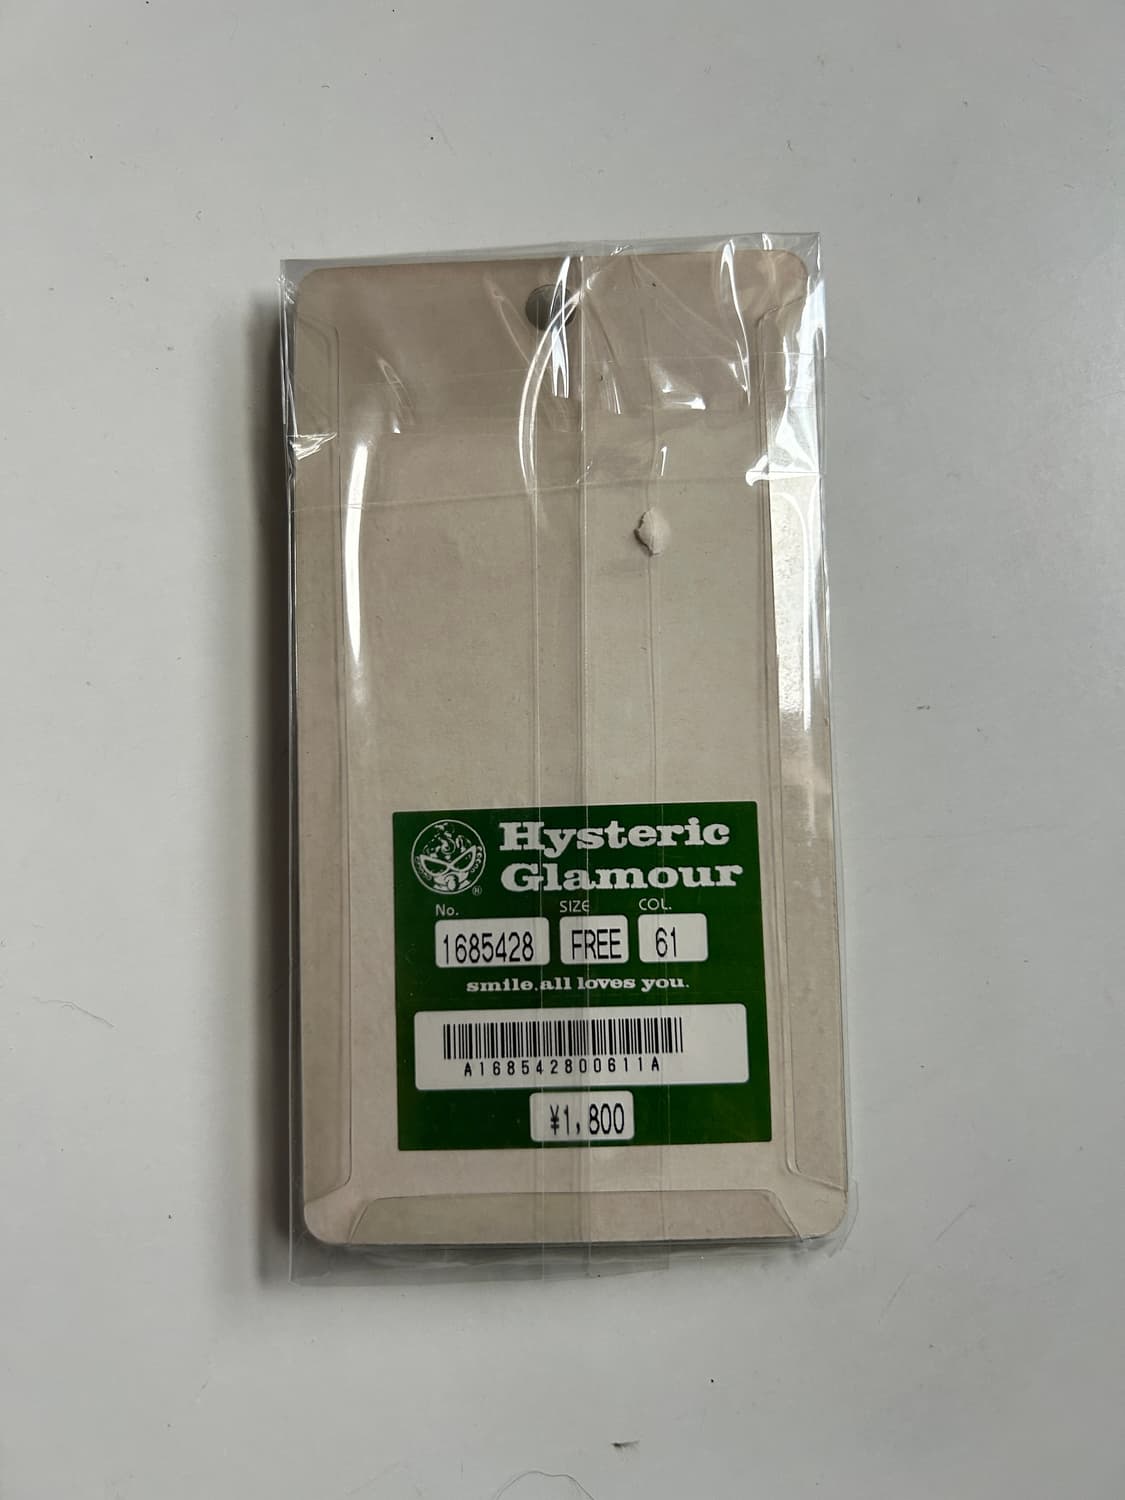 Hysteric
Glamour
®
No. SIZE COL.
1685428 FREE 61
smile.all loves you.
A168542800611A
¥1,800